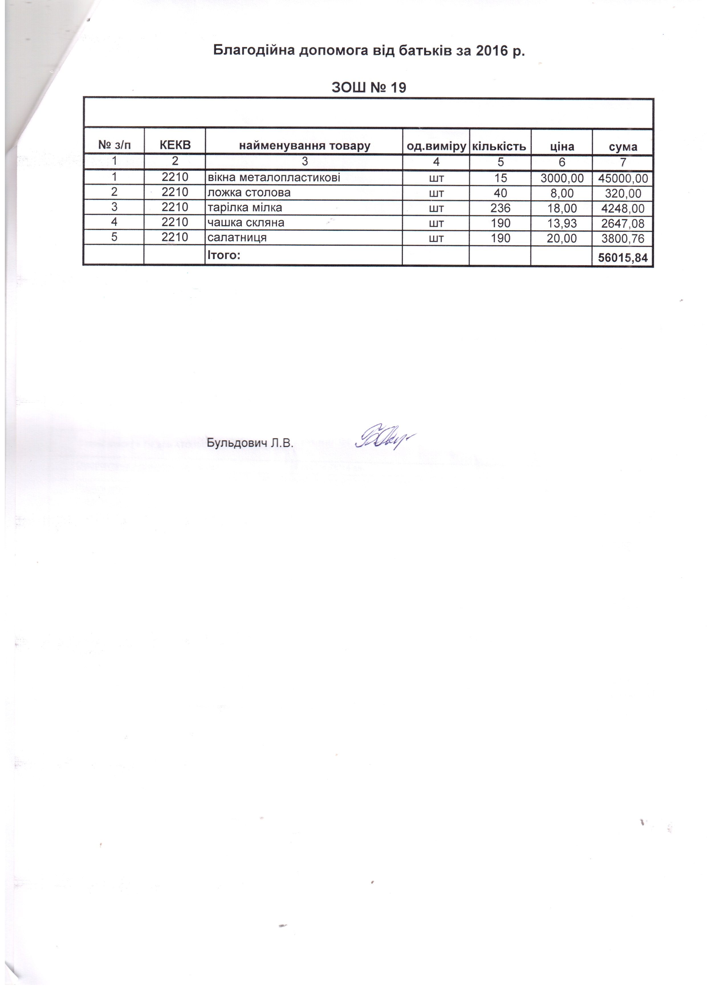 Благодійна допомога від батьків за 2016 р.
ЗОШ № 19
№ з/п КЕКВ найменування товару од.виміру кількість ціна сума
1 2 3 4 5 6 7
1 2210 вікна металопластикові шт 15 3000,00 45000,00
2 2210 ложка столова шт 40 8,00 320,00
3 2210 тарілка мілка шт 236 18,00 4248,00
4 2210 чашка скляна шт 190 13,93 2647,08
5 2210 салатниця шт 190 20,00 3800,76
Ітого: 56015,84
Бульдович Л.В.